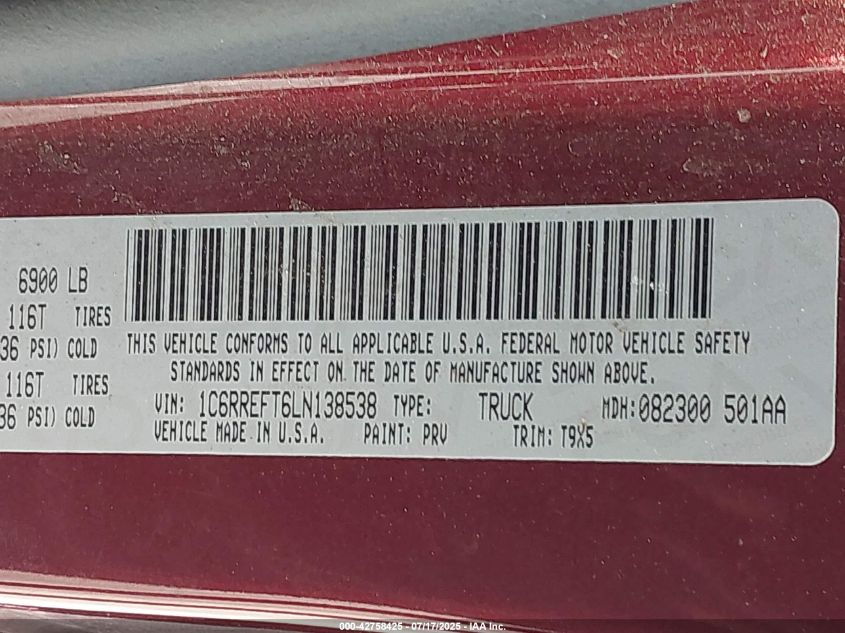 6900 LB
116T TIRES
36 PSI) COLD
116T TIRES
36 PSI) COLD
THIS VEHICLE CONFORMS TO ALL APPLICABLE U.S.A. FEDERAL MOTOR VEHICLE SAFETY
STANDARDS IN EFFECT ON THE DATE OF MANUFACTURE SHOWN ABOVE.
VIN: 1C6RREFT6LN138538 TYPE: TRUCK MDH:082300 501AA
VEHICLE MADE IN U.S.A. PAINT: PRV TRIM: T9X5
000-42758425 - 07/17/2025 - IAA Inc.